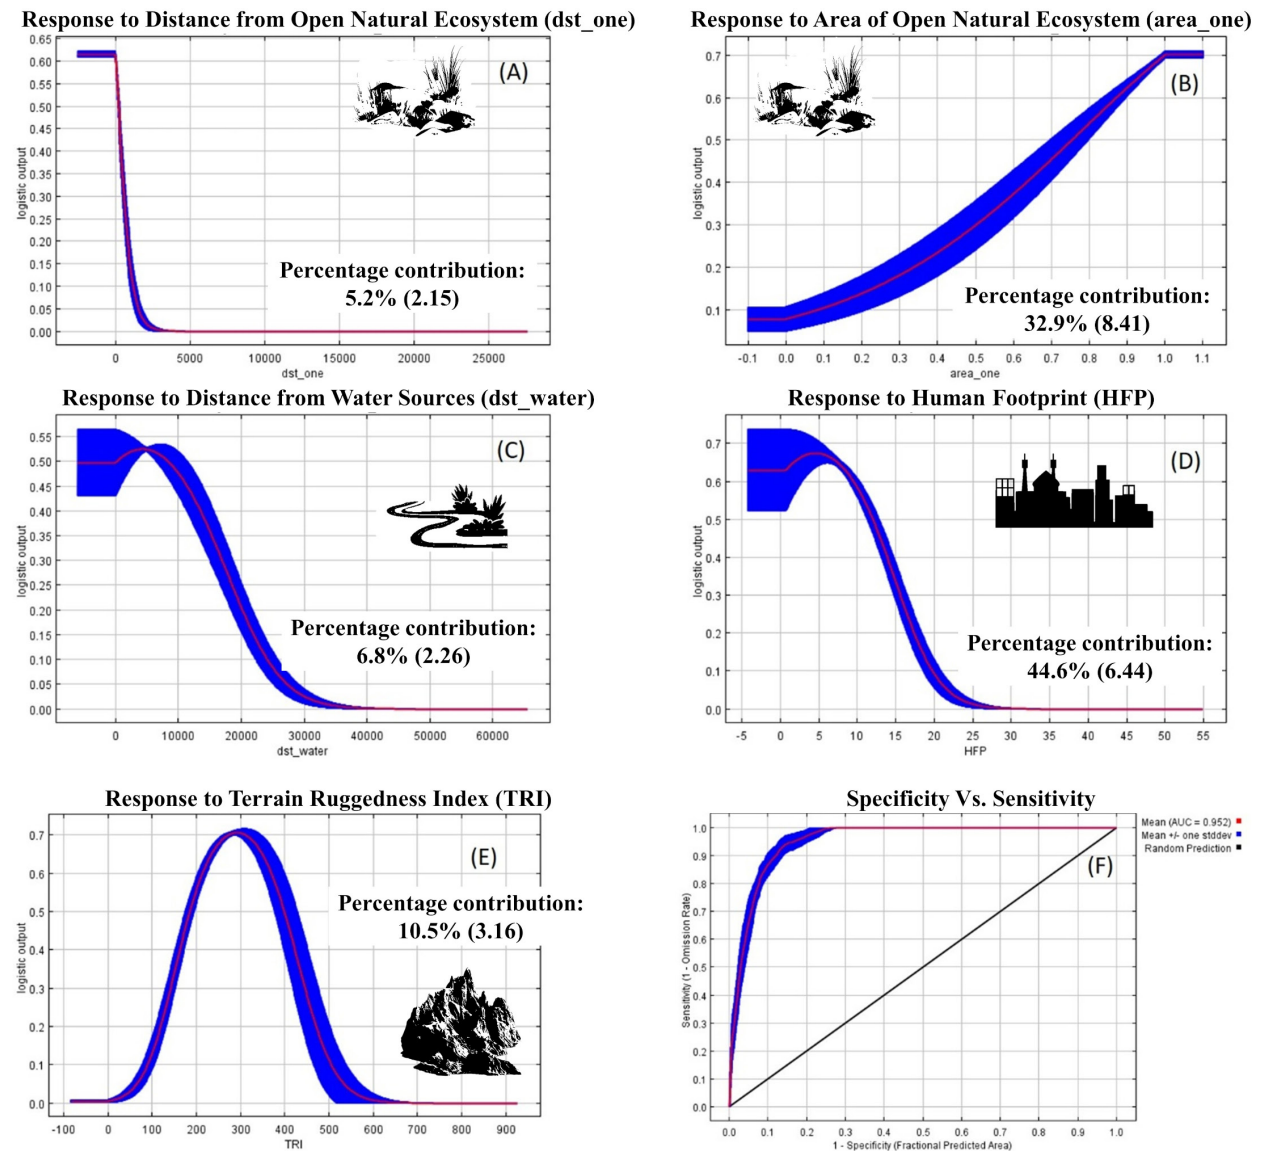 Response to Distance from Open Natural Ecosystem (dst_one)
(A)
logistic output
0.65
0.60
0.55
0.50
0.45
0.40
0.35
0.30
0.25
0.20
0.15
0.10
0.05
0.00
Percentage contribution:
5.2% (2.15)
0 5000 10000 15000 20000 25000
dst_one
Response to Area of Open Natural Ecosystem (area_one)
(B)
logistic output
0.7
0.6
0.5
0.4
0.3
0.2
0.1
Percentage contribution:
32.9% (8.41)
-0.1 0.0 0.1 0.2 0.3 0.4 0.5 0.6 0.7 0.8 0.9 1.0 1.1
area_one
Response to Distance from Water Sources (dst_water)
(C)
logistic output
0.55
0.50
0.45
0.40
0.35
0.30
0.25
0.20
0.15
0.10
0.05
0.00
Percentage contribution:
6.8% (2.26)
0 10000 20000 30000 40000 50000 60000
dst_water
Response to Human Footprint (HFP)
(D)
logistic output
0.7
0.6
0.5
0.4
0.3
0.2
0.1
0.0
Percentage contribution:
44.6% (6.44)
-5 0 5 10 15 20 25 30 35 40 45 50 55
HFP
Response to Terrain Ruggedness Index (TRI)
(E)
logistic output
0.7
0.6
0.5
0.4
0.3
0.2
0.1
0.0
Percentage contribution:
10.5% (3.16)
-100 0 100 200 300 400 500 600 700 800 900
TRI
Specificity Vs. Sensitivity
Mean (AUC = 0.952)
Mean +/- one stddev
Random Prediction
(F)
Sensitivity (1 - Omission Rate)
1.0
0.9
0.8
0.7
0.6
0.5
0.4
0.3
0.2
0.1
0.0
0.0 0.1 0.2 0.3 0.4 0.5 0.6 0.7 0.8 0.9 1.0
1 - Specificity (Fractional Predicted Area)